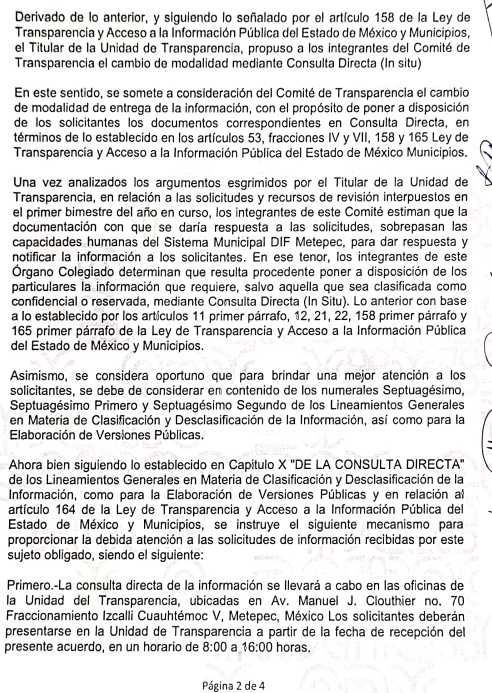 Derivado de lo anterior, y siguiendo lo señalado por el artículo 158 de la Ley de
Transparencia y Acceso a la Información Pública del Estado de México y Municipios,
el Titular de la Unidad de Transparencia, propuso a los integrantes del Comité de
Transparencia el cambio de modalidad mediante Consulta Directa (In situ)
En este sentido, se somete a consideración del Comité de Transparencia el cambio
de modalidad de entrega de la información, con el propósito de poner a disposición
de los solicitantes los documentos correspondientes en Consulta Directa, en
términos de lo establecido en los artículos 53, fracciones IV y VII, 158 y 165 Ley de
Transparencia y Acceso a la Información Pública del Estado de México Municipios.
Una vez analizados los argumentos esgrimidos por el Titular de la Unidad de
Transparencia, en relación a las solicitudes y recursos de revisión interpuestos en
el primer bimestre del año en curso, los integrantes de este Comité estiman que la
documentación con que se daría respuesta a las solicitudes, sobrepasan las
capacidades humanas del Sistema Municipal DIF Metepec, para dar respuesta y
notificar la información a los solicitantes. En ese tenor, los integrantes de este
Órgano Colegiado determinan que resulta procedente poner a disposición de los
particulares la información que requiere, salvo aquella que sea clasificada como
confidencial o reservada, mediante Consulta Directa (In Situ). Lo anterior con base
a lo establecido por los artículos 11 primer párrafo, 12, 21, 22, 158 primer párrafo y
165 primer párrafo de la Ley de Transparencia y Acceso a la Información Pública
del Estado de México y Municipios.
Asimismo, se considera oportuno que para brindar una mejor atención a los
solicitantes, se debe de considerar en contenido de los numerales Septuagésimo,
Septuagésimo Primero y Septuagésimo Segundo de los Lineamientos Generales
en Materia de Clasificación y Desclasificación de la Información, así como para la
Elaboración de Versiones Públicas.
Ahora bien siguiendo lo establecido en Capitulo X "DE LA CONSULTA DIRECTA"
de los Lineamientos Generales en Materia de Clasificación y Desclasificación de la
Información, como para la Elaboración de Versiones Públicas y en relación al
artículo 164 de la Ley de Transparencia y Acceso a la Información Pública del
Estado de México y Municipios, se instruye el siguiente mecanismo para
proporcionar la debida atención a las solicitudes de información recibidas por este
sujeto obligado, siendo el siguiente:
Primero.-La consulta directa de la información se llevará a cabo en las oficinas de
la Unidad del Transparencia, ubicadas en Av. Manuel J. Clouthier no. 70
Fraccionamiento Izcalli Cuauhtémoc V, Metepec, México Los solicitantes deberán
presentarse en la Unidad de Transparencia a partir de la fecha de recepción del
presente acuerdo, en un horario de 8:00 a 16:00 horas.
Página 2 de 4